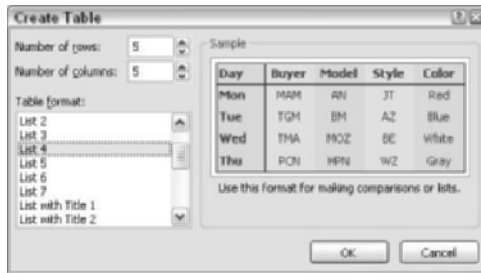 Create Table
Number of rows: 5
Number of columns: 5
Table format:
List 2
List 3
List 4
List 5
List 6
List 7
List with Title 1
List with Title 2
Sample
Day Buyer Model Style Color
Mon MAM AN JT Red
Tue TGM BM AZ Blue
Wed TMA MOZ BE White
Thu PCN HPN WZ Gray
Use this format for making comparisons or lists.
OK Cancel